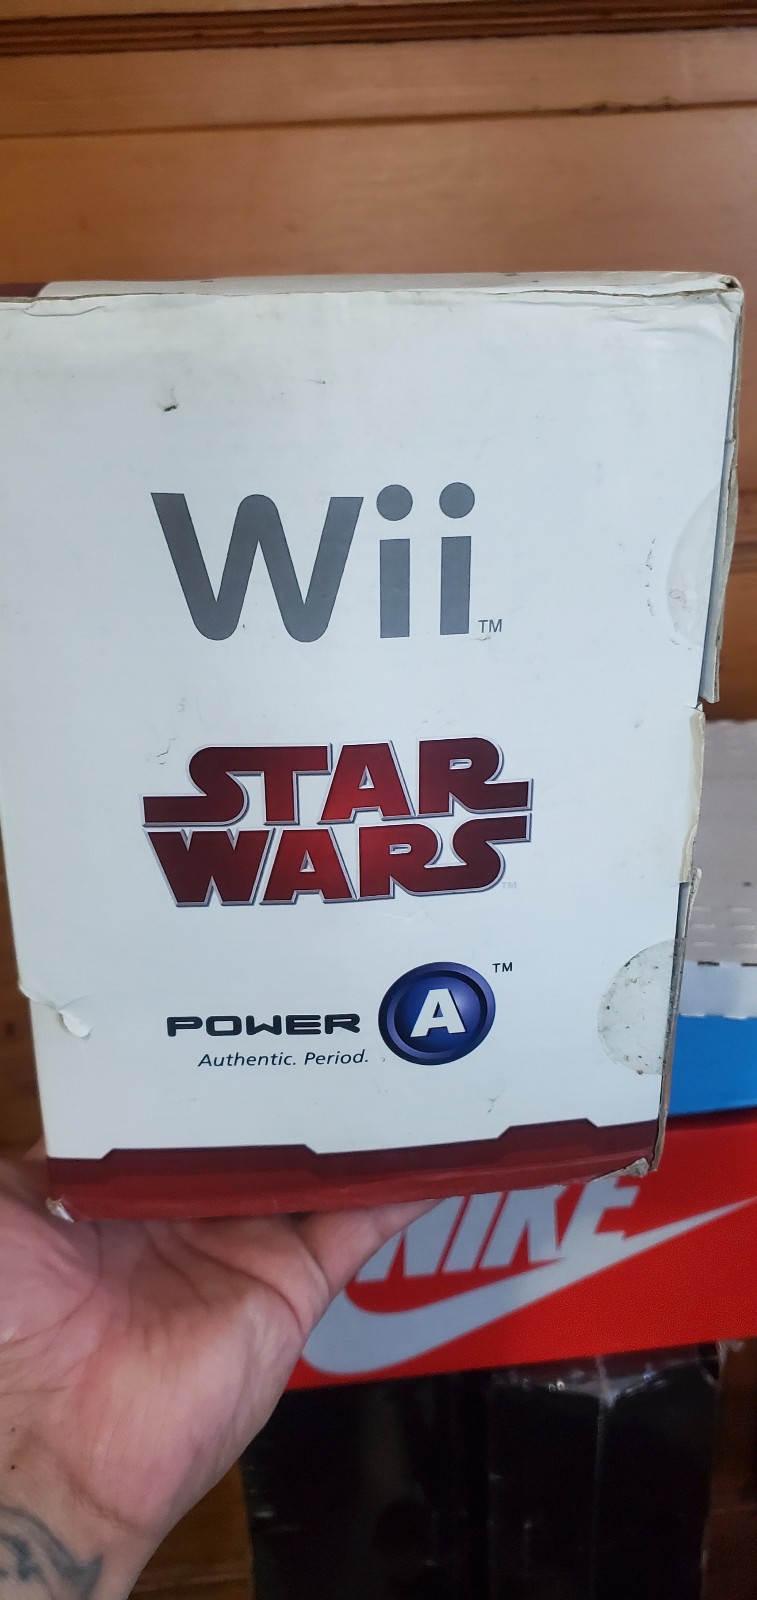 Wii™
STAR
WARS™
POWER A™
Authentic. Period.
NIKE